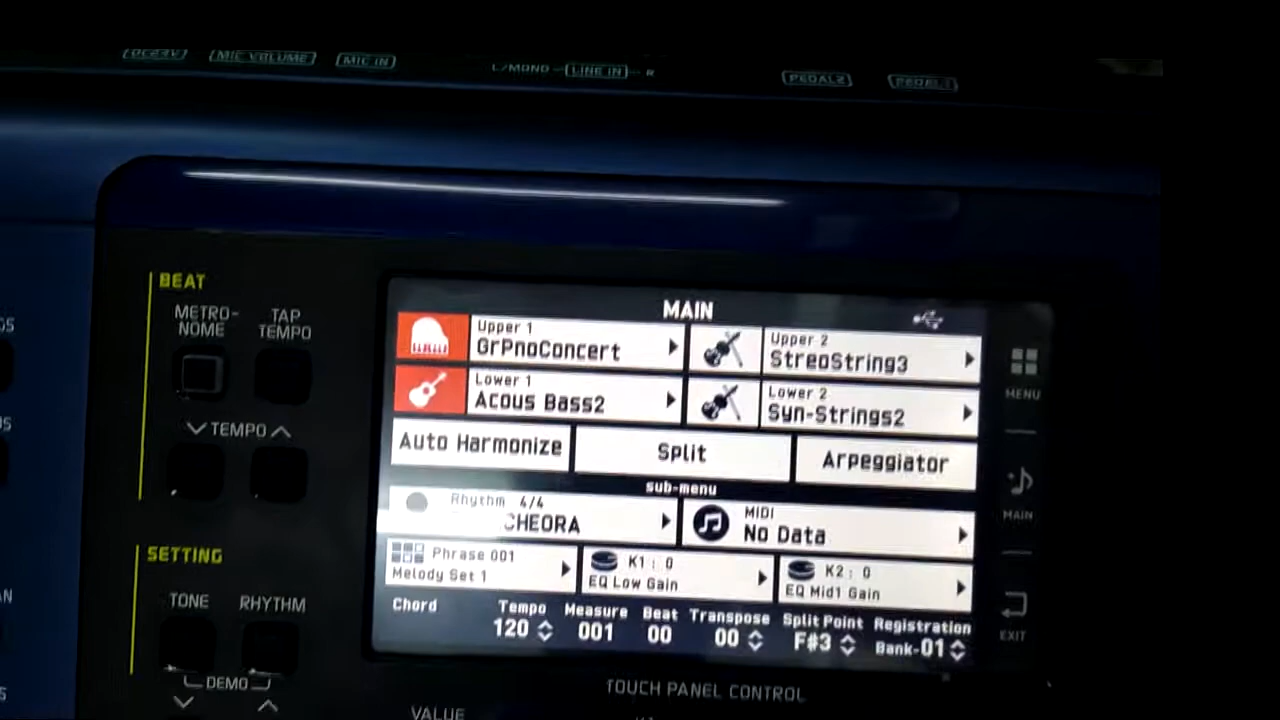 DC24V MIC VOLUME MIC IN L/MONO LINE IN R PEDAL2 PEDAL1
BEAT
METRO-
NOME
TAP
TEMPO
TEMPO
SETTING
TONE RHYTHM
DEMO
VALUE
MAIN
Upper 1
GrPnoConcert
Upper 2
StreoString3
Lower 1
Acous Bass2
Lower 2
Syn-Strings2
Auto Harmonize Split Arpeggiator
sub-menu
Rhythm 4/4
CHEORA
MIDI
No Data
Phrase 001
Melody Set 1
K1 : 0
EQ Low Gain
K2 : 0
EQ Mid1 Gain
Chord
Tempo
120
Measure
001
Beat
00
Transpose
00
Split Point
F#3
Registration
Bank-01
MENU
MAIN
EXIT
TOUCH PANEL CONTROL